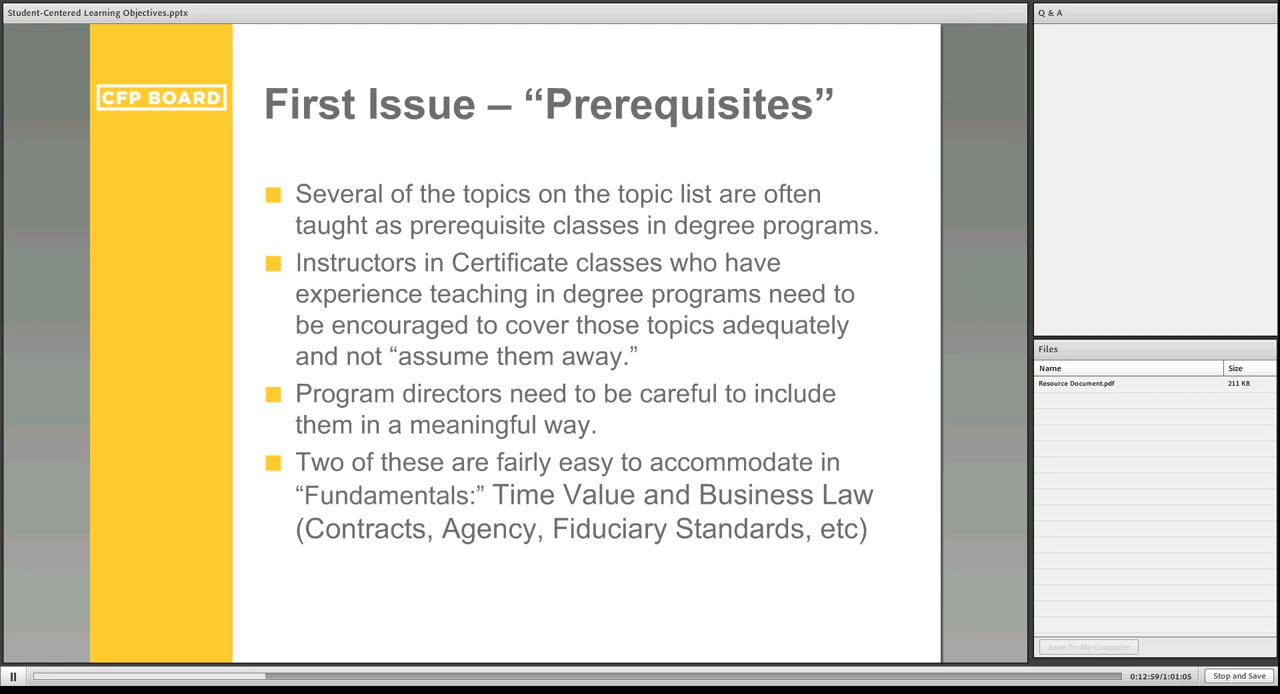 Student-Centered Learning Objectives.pptx
CFP BOARD
First Issue – “Prerequisites”
Several of the topics on the topic list are often
taught as prerequisite classes in degree programs.
Instructors in Certificate classes who have
experience teaching in degree programs need to
be encouraged to cover those topics adequately
and not “assume them away.”
Program directors need to be careful to include
them in a meaningful way.
Two of these are fairly easy to accommodate in
“Fundamentals:” Time Value and Business Law
(Contracts, Agency, Fiduciary Standards, etc)
Q & A
Files
Name Size
Resource Document.pdf 211 KB
Save To My Computer
0:12:59/1:01:05 Stop and Save